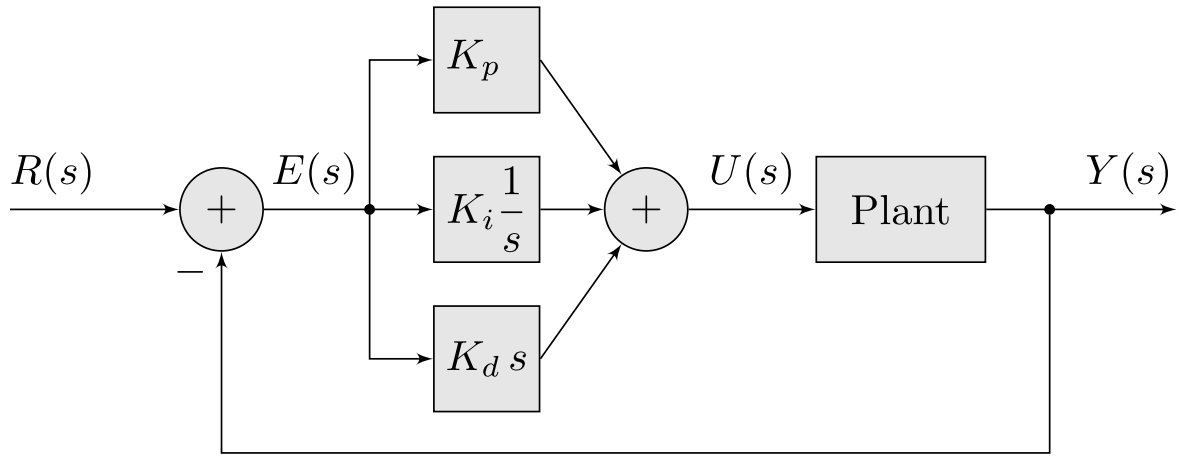 K_p
R(s)
+
E(s)
K_i 1/s
+
U(s)
Plant
Y(s)
−
K_d s